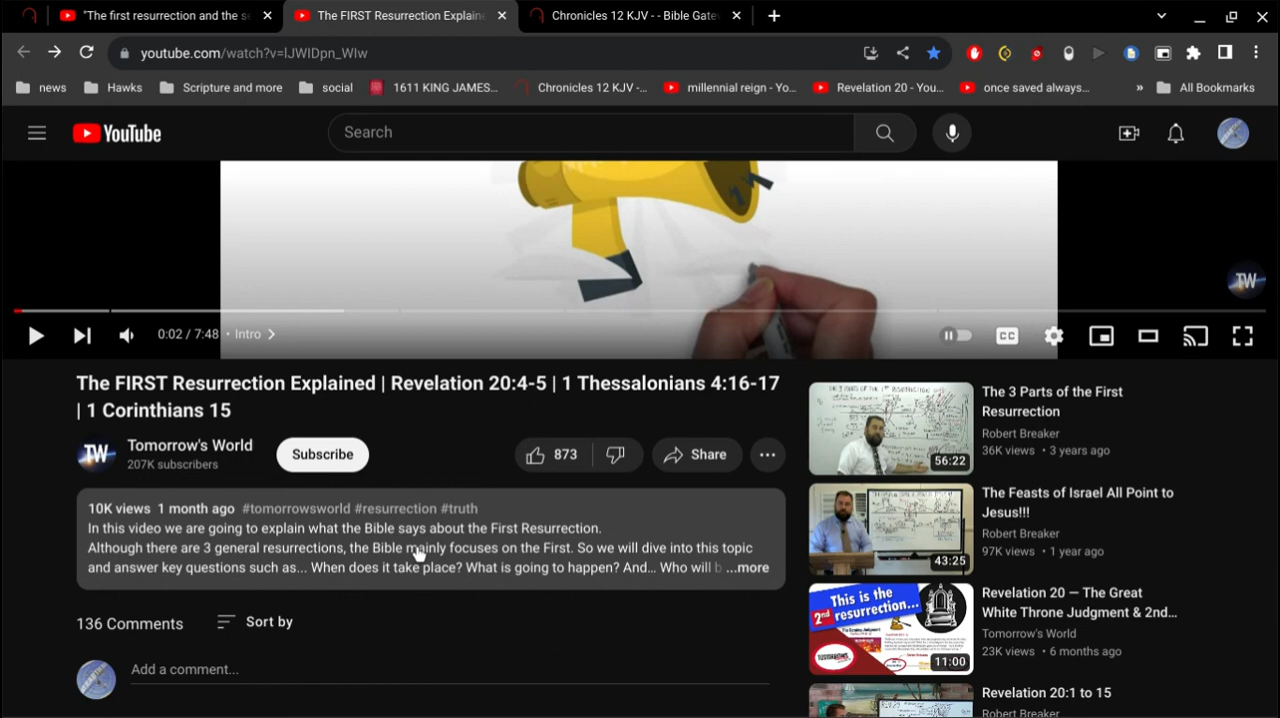 "The first resurrection and the s
The FIRST Resurrection Explain
Chronicles 12 KJV - - Bible Gate
youtube.com/watch?v=lJWIDpn_WIw
news
Hawks
Scripture and more
social
1611 KING JAMES...
Chronicles 12 KJV -...
millennial reign - Yo...
Revelation 20 - You...
once saved always...
»
All Bookmarks
YouTube
Search
TW
0:02 / 7:48 • Intro
CC
The FIRST Resurrection Explained | Revelation 20:4-5 | 1 Thessalonians 4:16-17
| 1 Corinthians 15
TW
Tomorrow's World
207K subscribers
Subscribe
873
Share
10K views 1 month ago #tomorrowsworld #resurrection #truth
In this video we are going to explain what the Bible says about the First Resurrection.
Although there are 3 general resurrections, the Bible mainly focuses on the First. So we will dive into this topic
and answer key questions such as... When does it take place? What is going to happen? And... Who will b ...more
136 Comments
Sort by
Add a comment...
56:22
The 3 Parts of the First
Resurrection
Robert Breaker
36K views • 3 years ago
43:25
The Feasts of Israel All Point to
Jesus!!!
Robert Breaker
97K views • 1 year ago
This is the
2nd resurrection...
11:00
Revelation 20 — The Great
White Throne Judgment & 2nd...
Tomorrow's World
23K views • 6 months ago
Revelation 20:1 to 15
Robert Breaker